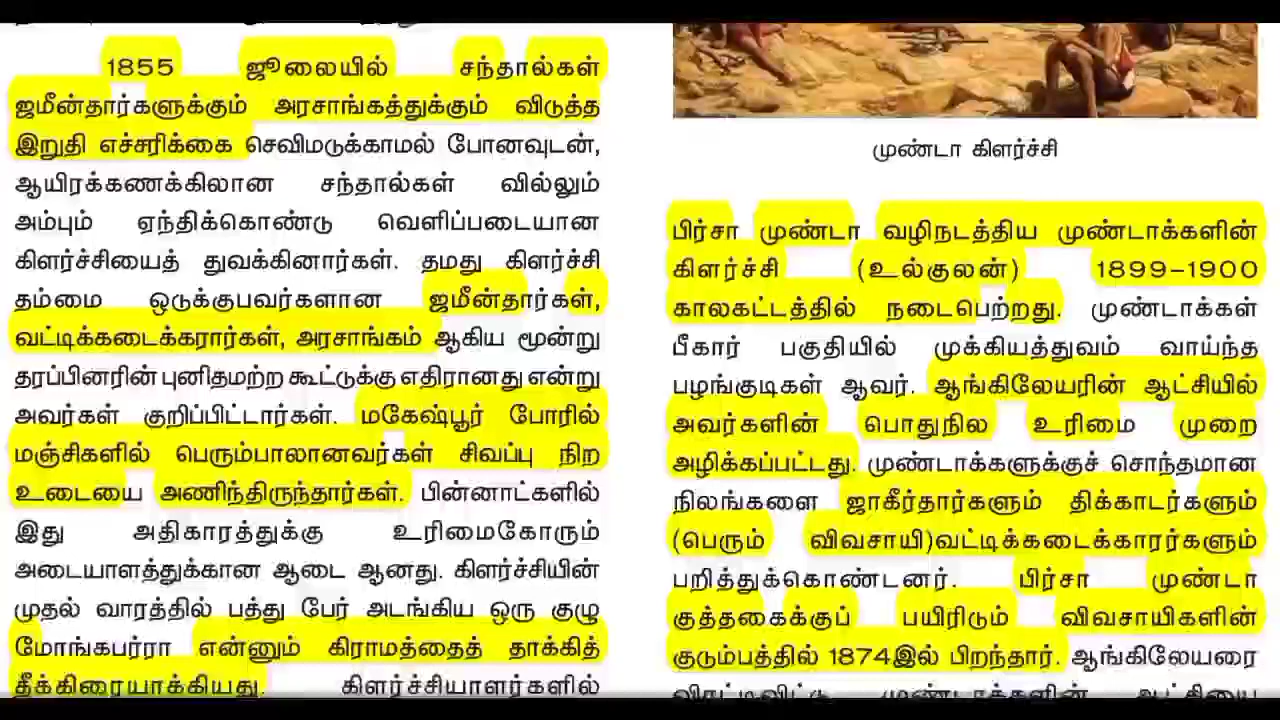 1855 ஜூலையில் சந்தால்கள்
ஜமீன்தார்களுக்கும் அரசாங்கத்துக்கும் விடுத்த
இறுதி எச்சரிக்கை செவிமடுக்காமல் போனவுடன்,
ஆயிரக்கணக்கிலான சந்தால்கள் வில்லும்
அம்பும் ஏந்திக்கொண்டு வெளிப்படையான
கிளர்ச்சியைத் துவக்கினார்கள். தமது கிளர்ச்சி
தம்மை ஒடுக்குபவர்களான ஜமீன்தார்கள்,
வட்டிக்கடைக்கரார்கள், அரசாங்கம் ஆகிய மூன்று
தரப்பினரின் புனிதமற்ற கூட்டுக்கு எதிரானது என்று
அவர்கள் குறிப்பிட்டார்கள். மகேஷ்பூர் போரில்
மஞ்சிகளில் பெரும்பாலானவர்கள் சிவப்பு நிற
உடையை அணிந்திருந்தார்கள். பின்னாட்களில்
இது அதிகாரத்துக்கு உரிமைகோரும்
அடையாளத்துக்கான ஆடை ஆனது. கிளர்ச்சியின்
முதல் வாரத்தில் பத்து பேர் அடங்கிய ஒரு குழு
மோங்கபர்ரா என்னும் கிராமத்தைத் தாக்கித்
தீக்கிரையாக்கியது. கிளர்ச்சியாளர்களில்
முண்டா கிளர்ச்சி
பிர்சா முண்டா வழிநடத்திய முண்டாக்களின்
கிளர்ச்சி (உல்குலன்) 1899-1900
காலகட்டத்தில் நடைபெற்றது. முண்டாக்கள்
பீகார் பகுதியில் முக்கியத்துவம் வாய்ந்த
பழங்குடிகள் ஆவர். ஆங்கிலேயரின் ஆட்சியில்
அவர்களின் பொதுநில உரிமை முறை
அழிக்கப்பட்டது. முண்டாக்களுக்குச் சொந்தமான
நிலங்களை ஜாகீர்தார்களும் திக்காடர்களும்
(பெரும் விவசாயி)வட்டிக்கடைக்காரர்களும்
பறித்துக்கொண்டனர். பிர்சா முண்டா
குத்தகைக்குப் பயிரிடும் விவசாயிகளின்
குடும்பத்தில் 1874இல் பிறந்தார். ஆங்கிலேயரை